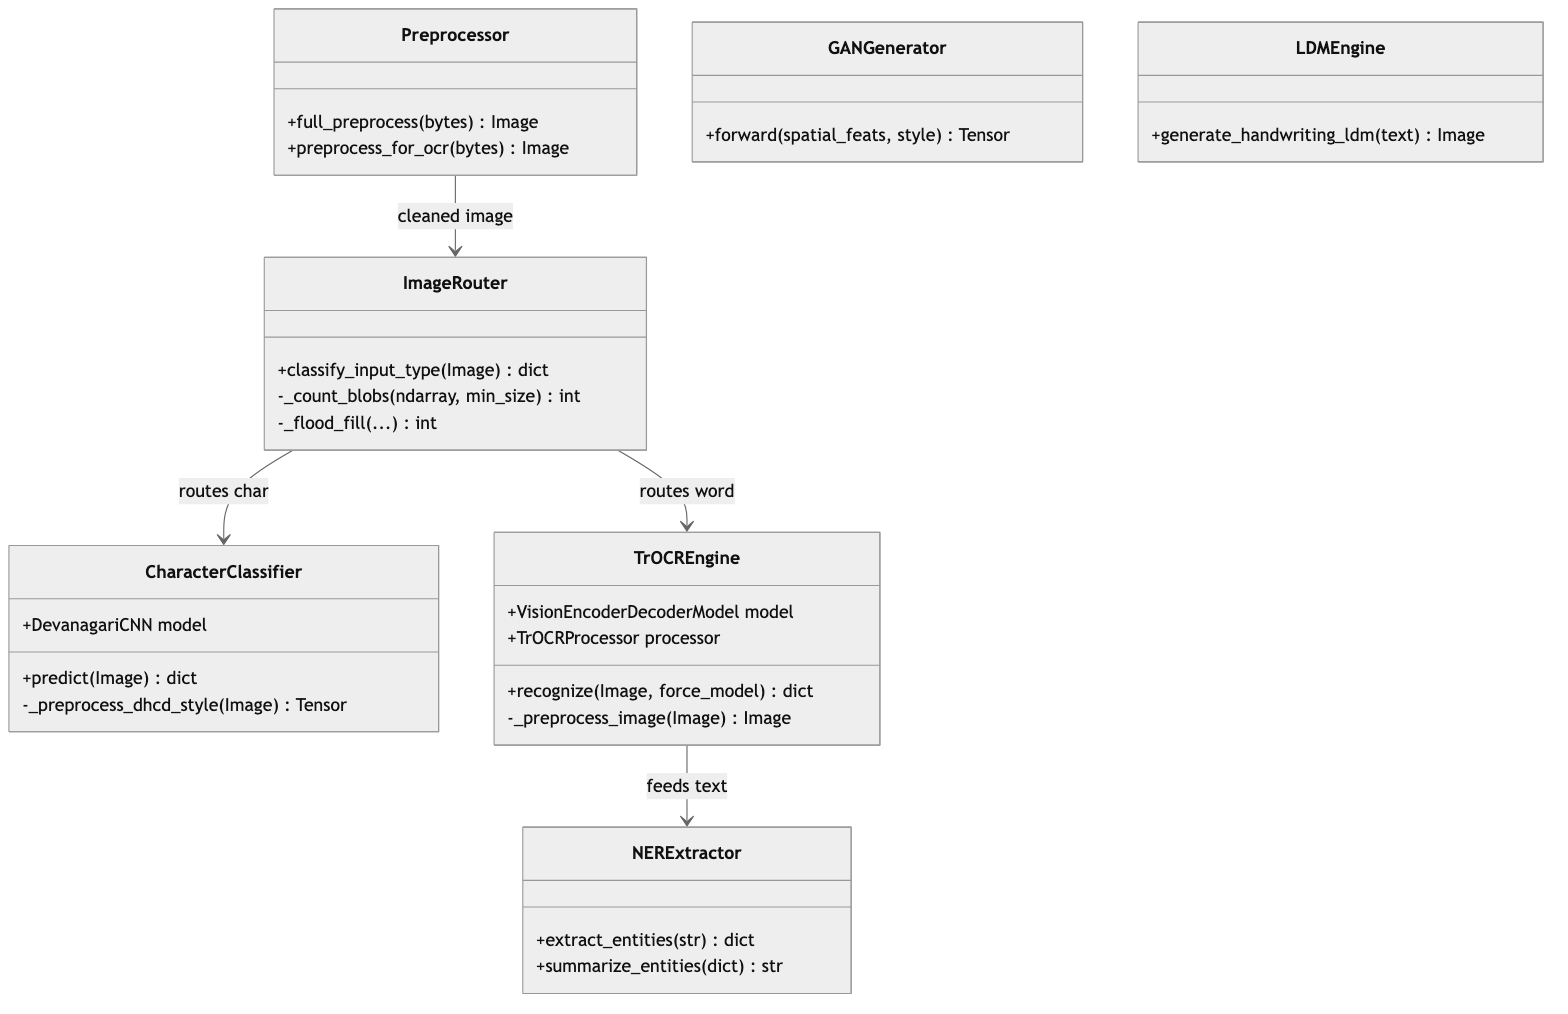 Preprocessor
+full_preprocess(bytes) : Image
+preprocess_for_ocr(bytes) : Image
GANGenerator
+forward(spatial_feats, style) : Tensor
LDMEngine
+generate_handwriting_ldm(text) : Image
cleaned image
ImageRouter
+classify_input_type(Image) : dict
-_count_blobs(ndarray, min_size) : int
-_flood_fill(...) : int
routes char
routes word
CharacterClassifier
+DevanagariCNN model
+predict(Image) : dict
-_preprocess_dhcd_style(Image) : Tensor
TrOCREngine
+VisionEncoderDecoderModel model
+TrOCRProcessor processor
+recognize(Image, force_model) : dict
-_preprocess_image(Image) : Image
feeds text
NERExtractor
+extract_entities(str) : dict
+summarize_entities(dict) : str